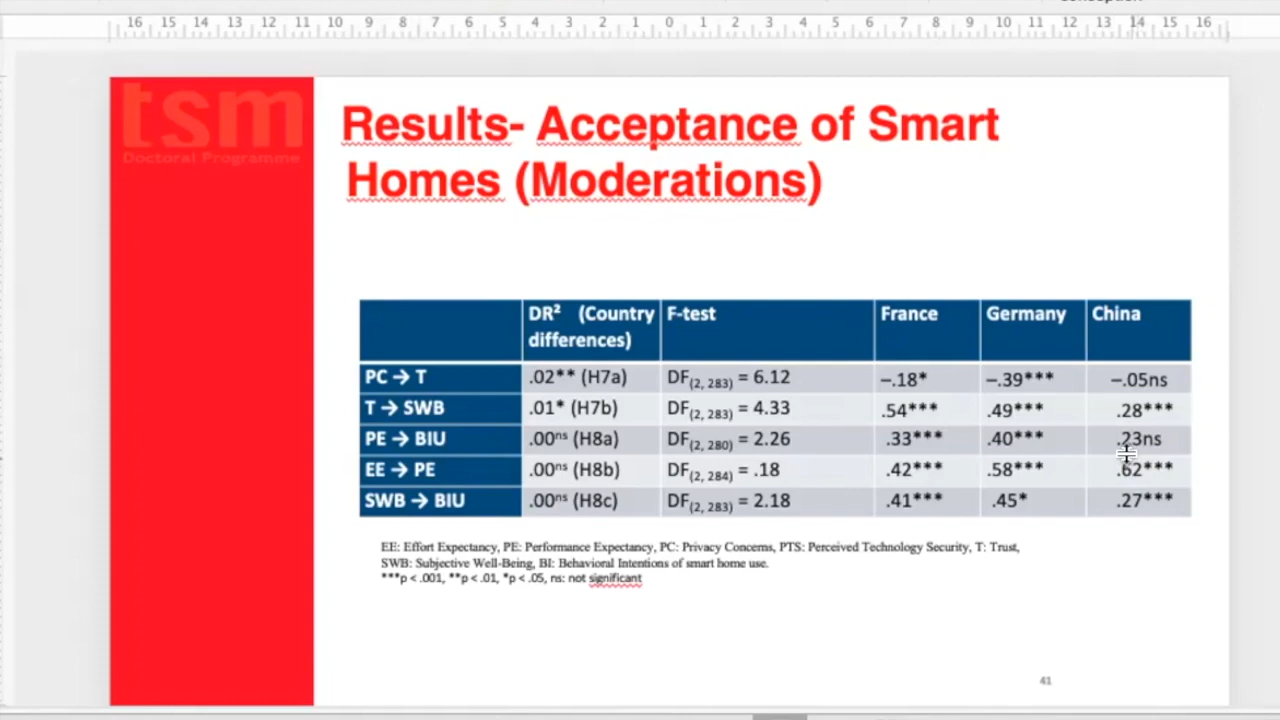 16 15 14 13 12 11 10 9 8 7 6 5 4 3 2 1 0 1 2 3 4 5 6 7 8 9 10 11 12 13 14 15 16
tsm
Doctoral Programme
Results- Acceptance of Smart
Homes (Moderations)
DR² (Country differences) F-test France Germany China
PC → T .02** (H7a) DF(2, 283) = 6.12 –.18* –.39*** –.05ns
T → SWB .01* (H7b) DF(2, 283) = 4.33 .54*** .49*** .28***
PE → BIU .00ns (H8a) DF(2, 280) = 2.26 .33*** .40*** .23ns
EE → PE .00ns (H8b) DF(2, 284) = .18 .42*** .58*** .62***
SWB → BIU .00ns (H8c) DF(2, 283) = 2.18 .41*** .45* .27***
EE: Effort Expectancy, PE: Performance Expectancy, PC: Privacy Concerns, PTS: Perceived Technology Security, T: Trust,
SWB: Subjective Well-Being, BI: Behavioral Intentions of smart home use.
***p < .001, **p < .01, *p < .05, ns: not significant
41